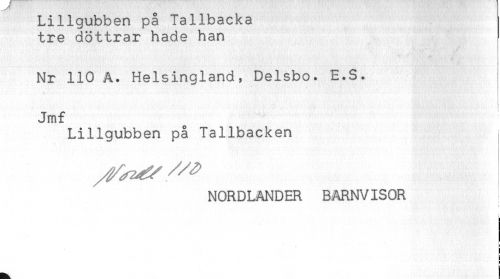 Lillgubben på Tallbacka
tre döttrar hade han
Nr 110 A. Helsingland, Delsbo. E.S.
Jmf
Lillgubben på Tallbacken
Nordl 110
NORDLANDER BARNVISOR